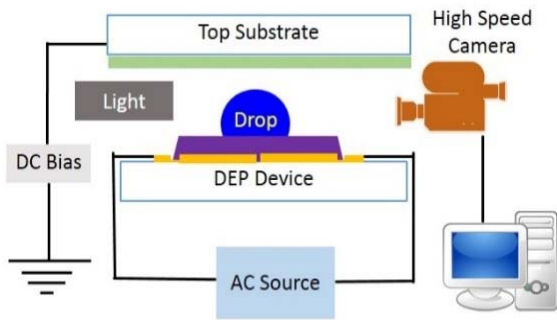 Top Substrate
High Speed
Camera
Light
Drop
DC Bias
DEP Device
AC Source